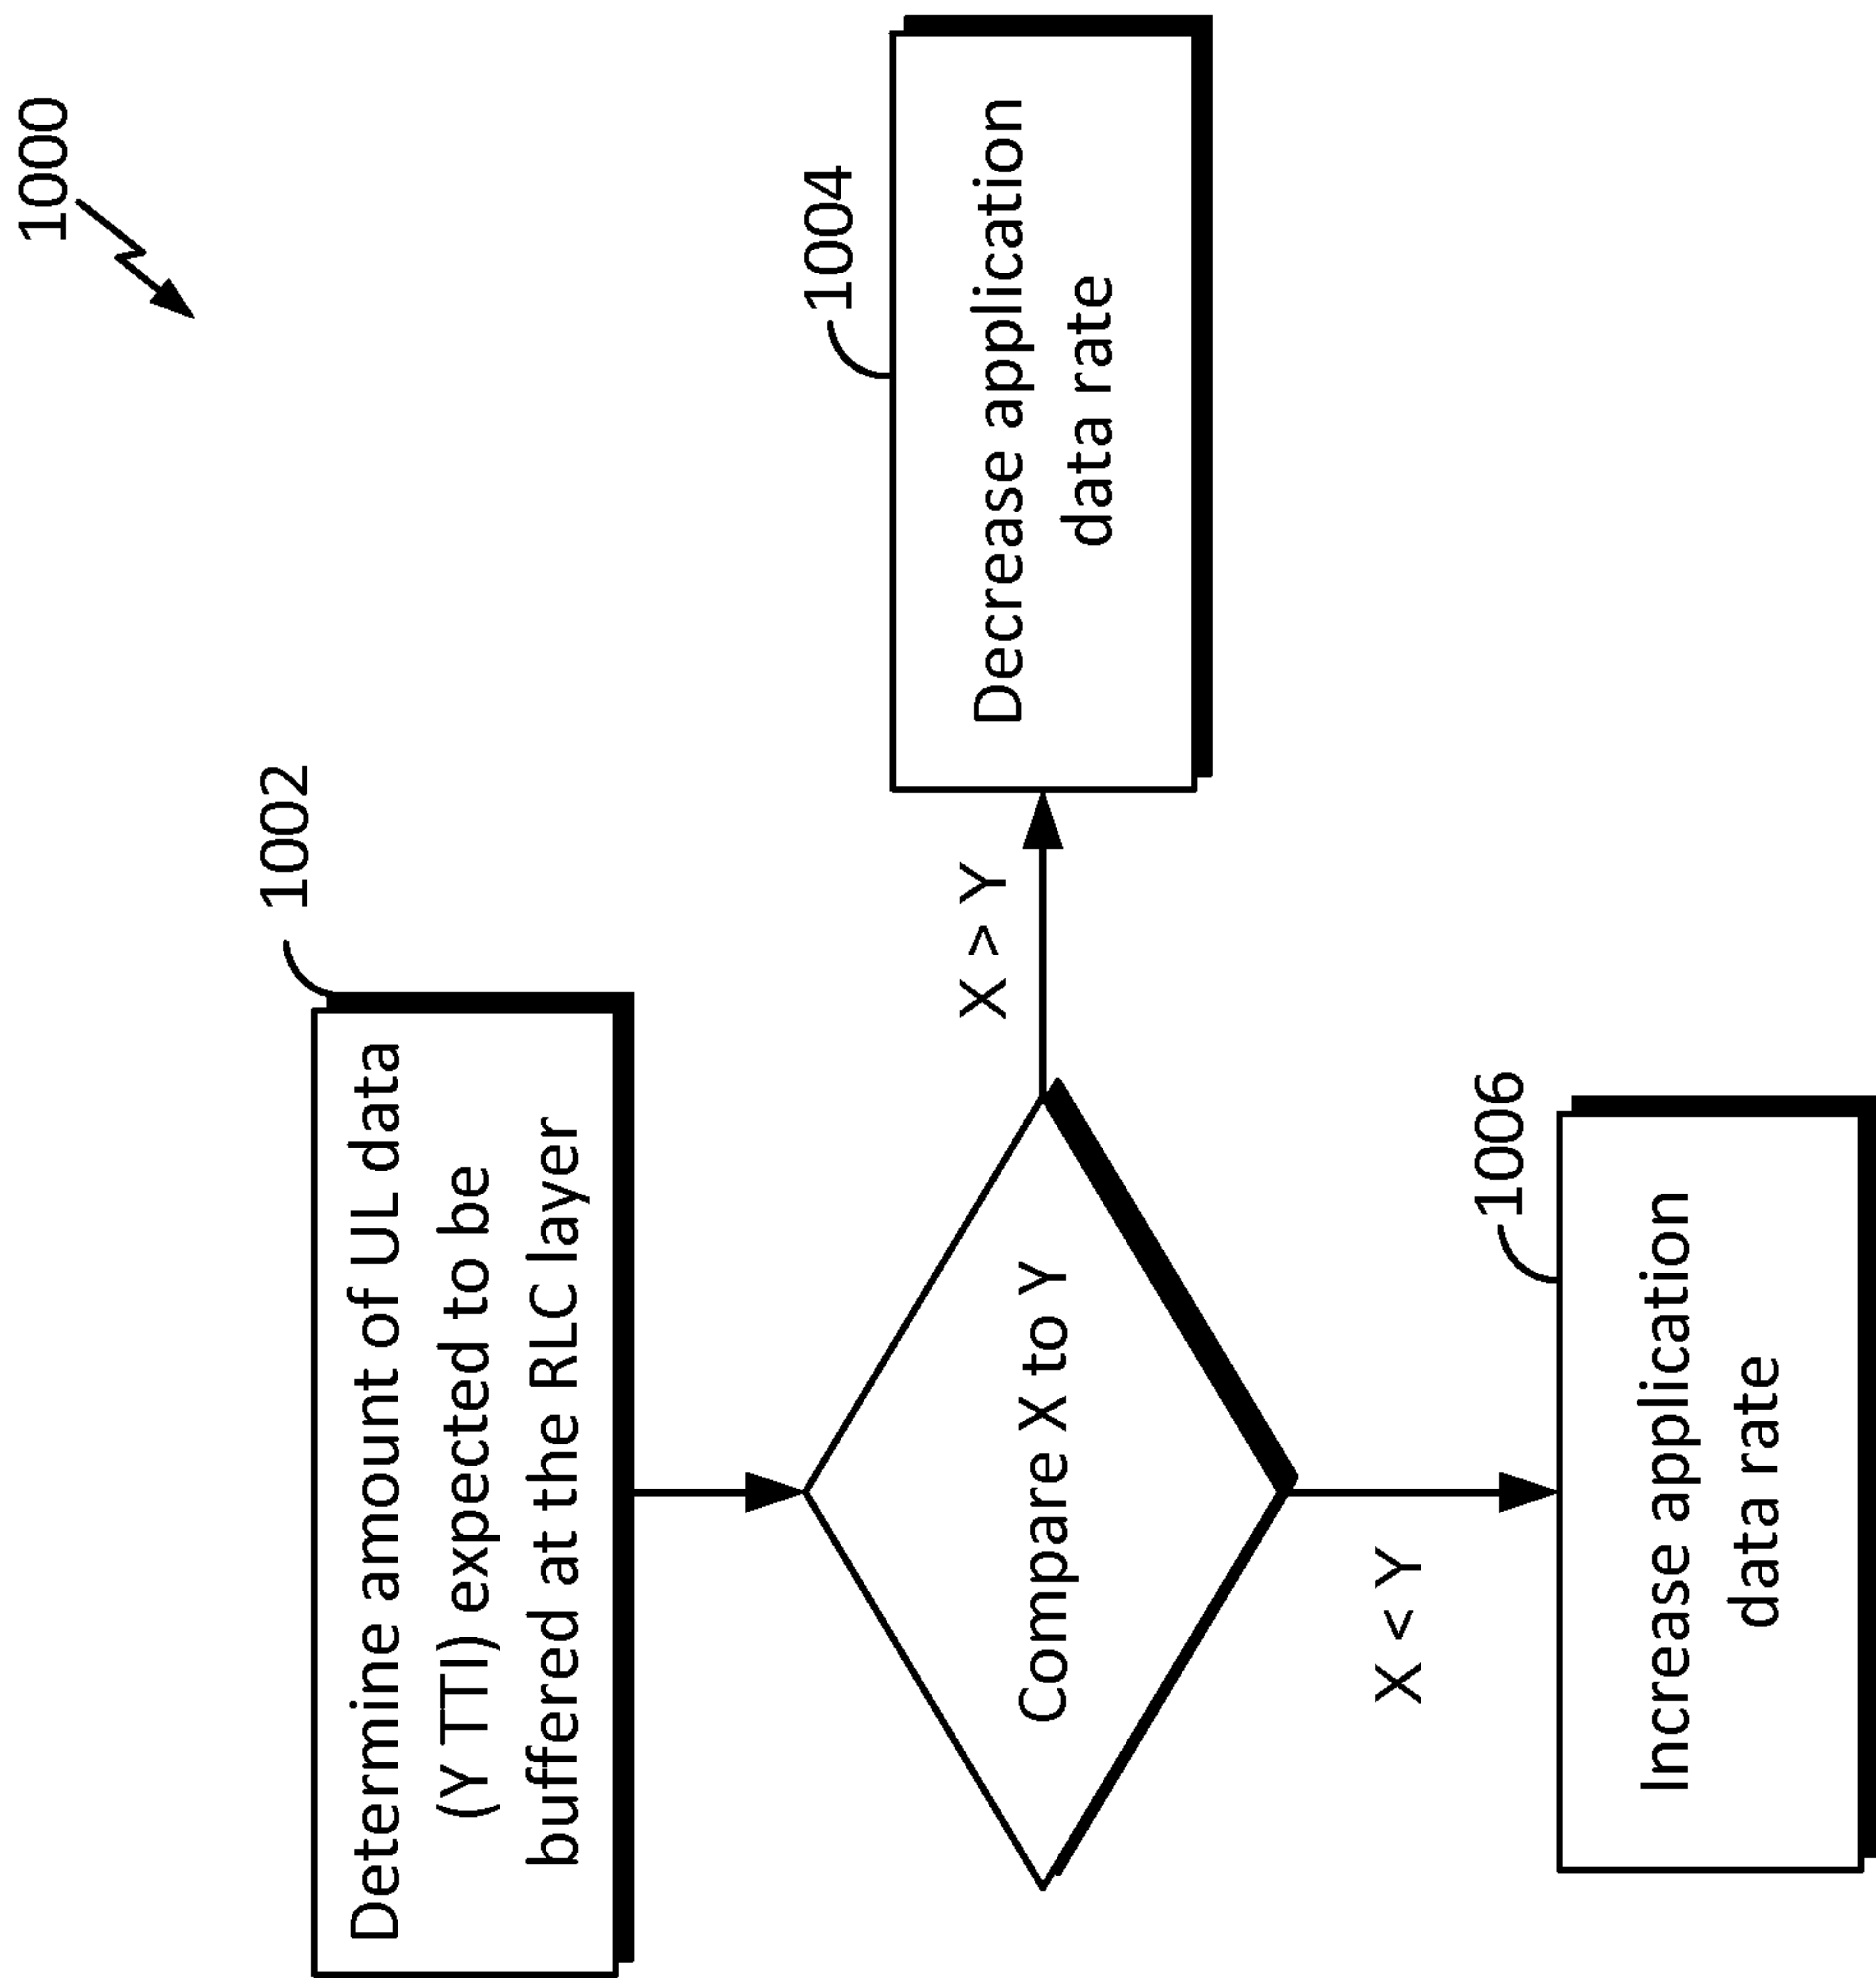 1000
1002
Determine amount of UL data
(Y TTI) expected to be
buffered at the RLC layer
Compare X to Y
X > Y
1004
Decrease application
data rate
X < Y
1006
Increase application
data rate